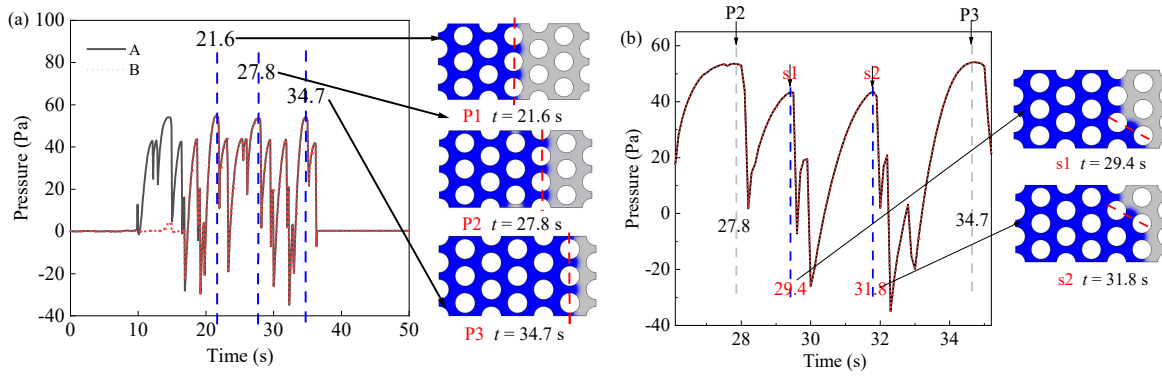 (a)
100
80
60
40
20
0
-20
-40
0
10
20
30
40
50
Pressure (Pa)
Time (s)
A
B
21.6
27.8
34.7
P1 t = 21.6 s
P2 t = 27.8 s
P3 t = 34.7 s
(b)
P2
P3
60
40
20
0
-20
-40
28
30
32
34
Pressure (Pa)
Time (s)
s1
s2
27.8
29.4
31.8
34.7
s1 t = 29.4 s
s2 t = 31.8 s